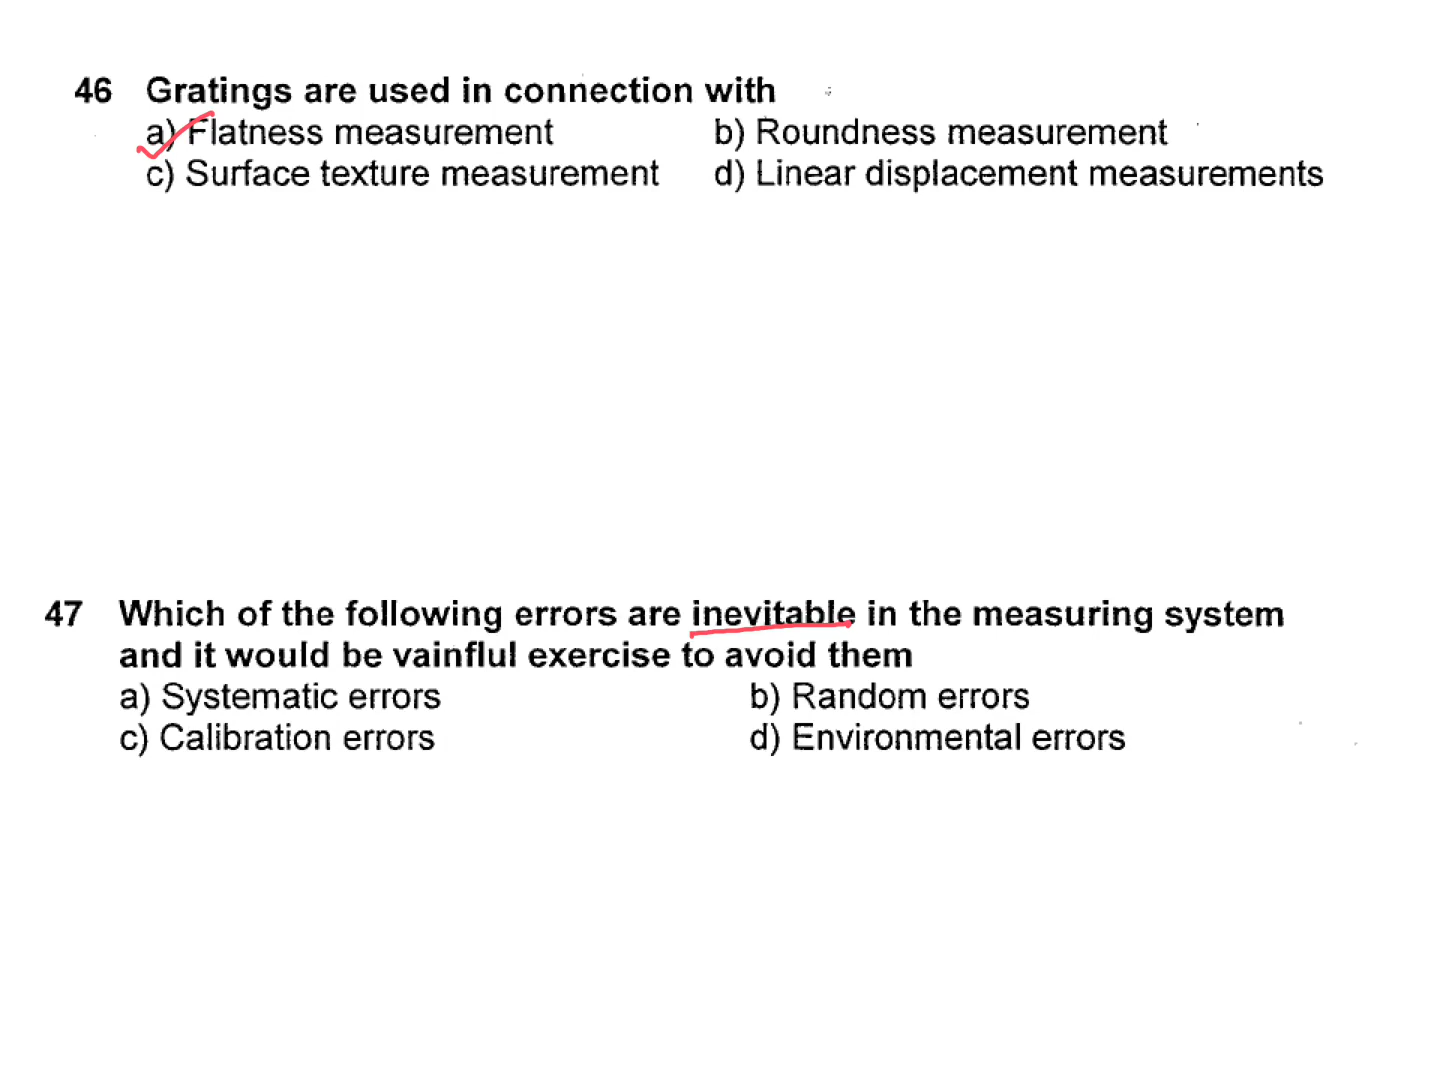 46 Gratings are used in connection with
a) Flatness measurement b) Roundness measurement
c) Surface texture measurement d) Linear displacement measurements
47 Which of the following errors are inevitable in the measuring system
and it would be vainflul exercise to avoid them
a) Systematic errors b) Random errors
c) Calibration errors d) Environmental errors